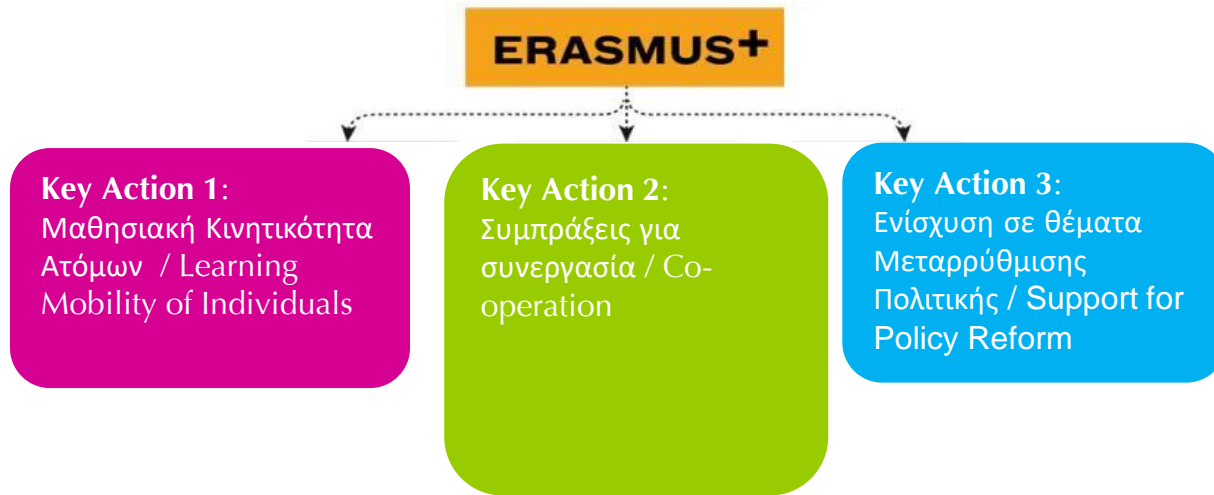 ERASMUS+
Key Action 1:
Μαθησιακή Κινητικότητα
Ατόμων / Learning
Mobility of Individuals
Key Action 2:
Συμπράξεις για
συνεργασία / Co-
operation
Key Action 3:
Ενίσχυση σε θέματα
Μεταρρύθμισης
Πολιτικής / Support for
Policy Reform